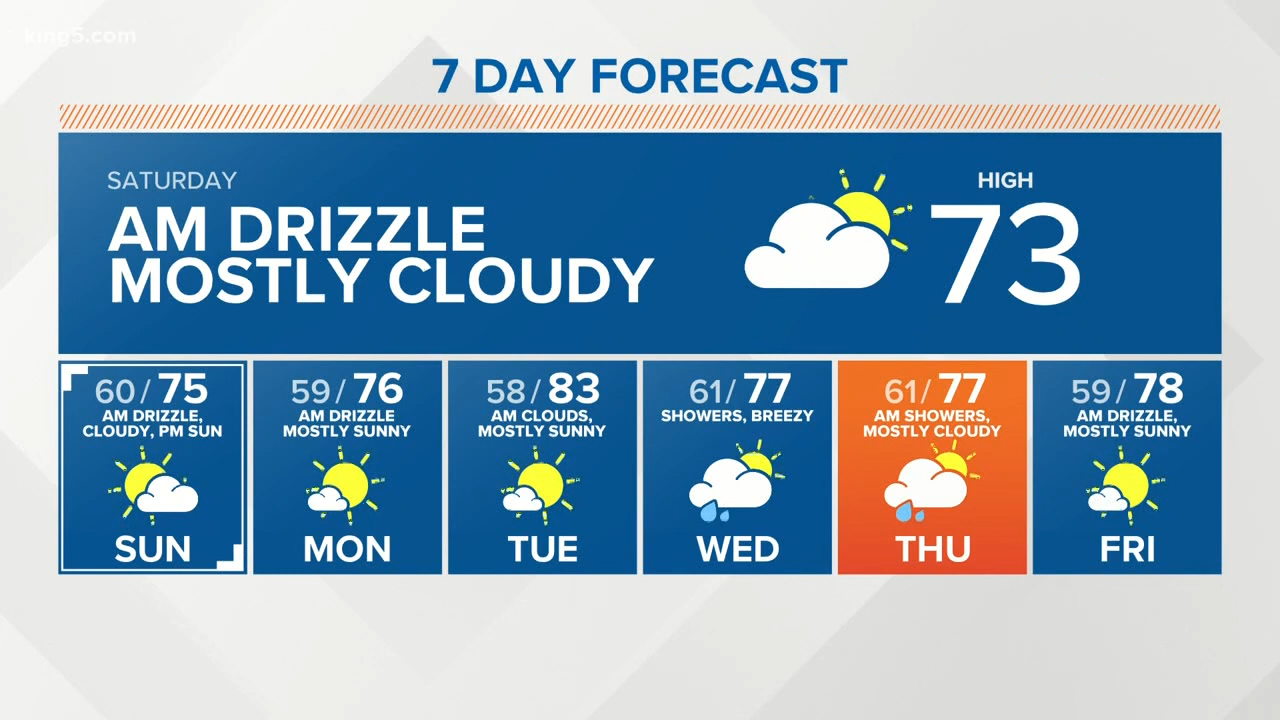 king5.com
7 DAY FORECAST
SATURDAY
AM DRIZZLE
MOSTLY CLOUDY
HIGH
73
60/75
AM DRIZZLE,
CLOUDY, PM SUN
SUN
59/76
AM DRIZZLE
MOSTLY SUNNY
MON
58/83
AM CLOUDS,
MOSTLY SUNNY
TUE
61/77
SHOWERS, BREEZY
WED
61/77
AM SHOWERS,
MOSTLY CLOUDY
THU
59/78
AM DRIZZLE,
MOSTLY SUNNY
FRI